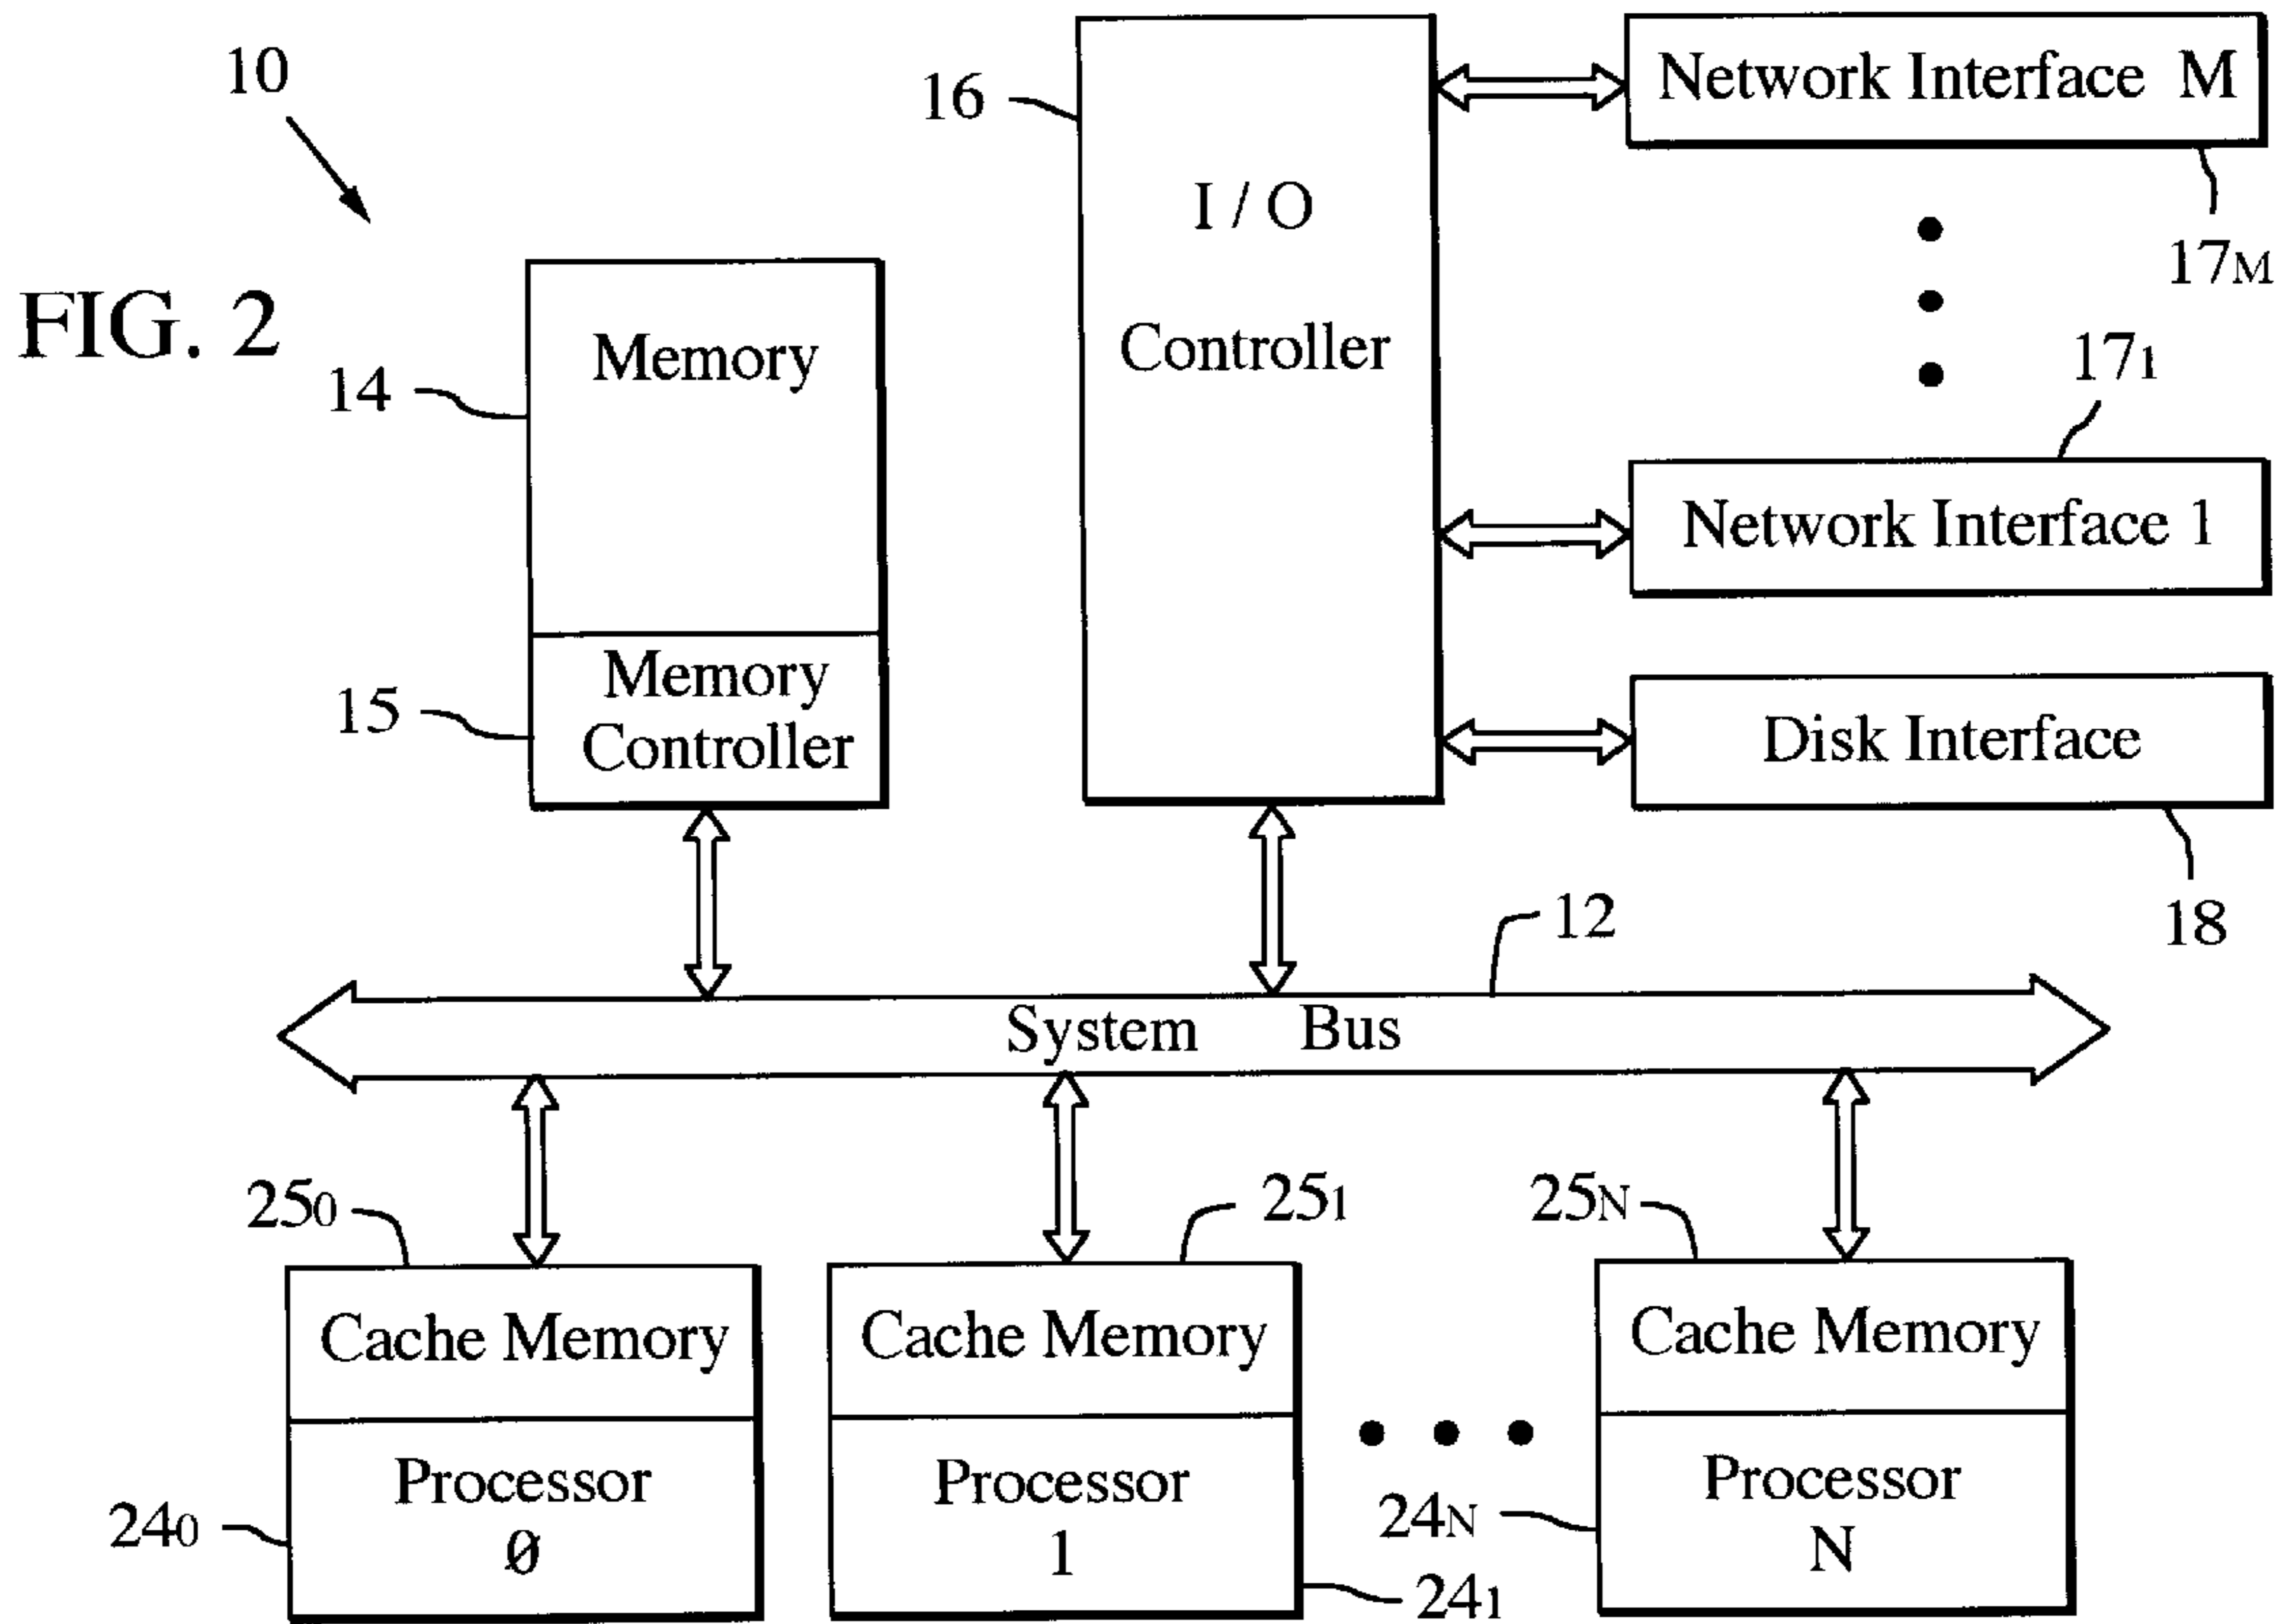 10
FIG. 2
16
I / O
Controller
Network Interface M
17M
171
Network Interface 1
Disk Interface
18
14
Memory
15
Memory
Controller
12
System Bus
250
Cache Memory
Processor
0
240
251
Cache Memory
Processor
1
241
25N
Cache Memory
Processor
N
24N